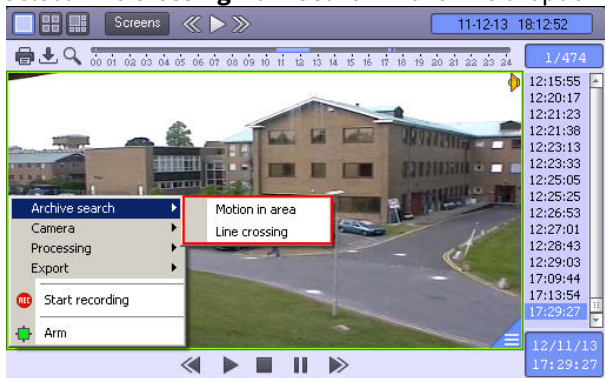 Screens
11-12-13 18:12:52
00 01 02 03 04 05 06 07 08 09 10 11 12 13 14 15 16 17 18 19 20 21 22 23 24
1/474
12:15:55
12:20:17
12:21:23
12:21:38
12:23:13
12:23:33
12:25:05
12:25:25
12:26:53
12:27:01
12:28:43
12:29:03
17:09:44
17:13:54
17:29:27
Archive search
Motion in area
Camera
Line crossing
Processing
Export
REC Start recording
Arm
12/11/13
17:29:27